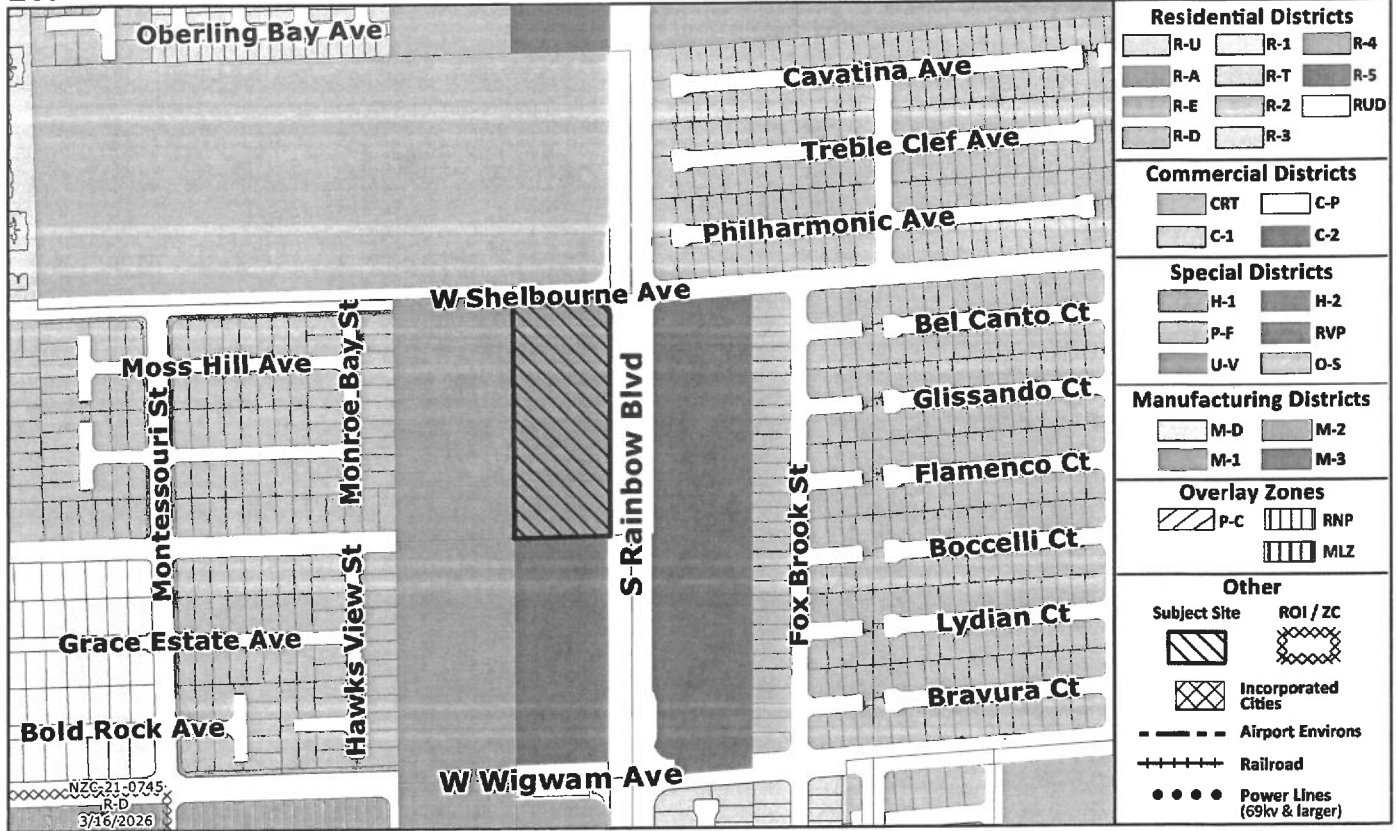 Oberling Bay Ave
Cavatina Ave
Treble Clef Ave
Philharmonic Ave
W Shelbourne Ave
Moss Hill Ave
Montessouri St
Monroe Bay St
S Rainbow Blvd
Bel Canto Ct
Glissando Ct
Flamenco Ct
Boccelli Ct
Fox Brook St
Lydian Ct
Bravura Ct
Hawks View St
Grace Estate Ave
Bold Rock Ave
W Wigwam Ave
NZC-21-0745
R-D
3/16/2026
Residential Districts
R-U R-1 R-4
R-A R-T R-5
R-E R-2 RUD
R-D R-3
Commercial Districts
CRT C-P
C-1 C-2
Special Districts
H-1 H-2
P-F RVP
U-V O-S
Manufacturing Districts
M-D M-2
M-1 M-3
Overlay Zones
P-C RNP
MLZ
Other
Subject Site ROI / ZC
Incorporated
Cities
Airport Environs
Railroad
Power Lines
(69kv & larger)